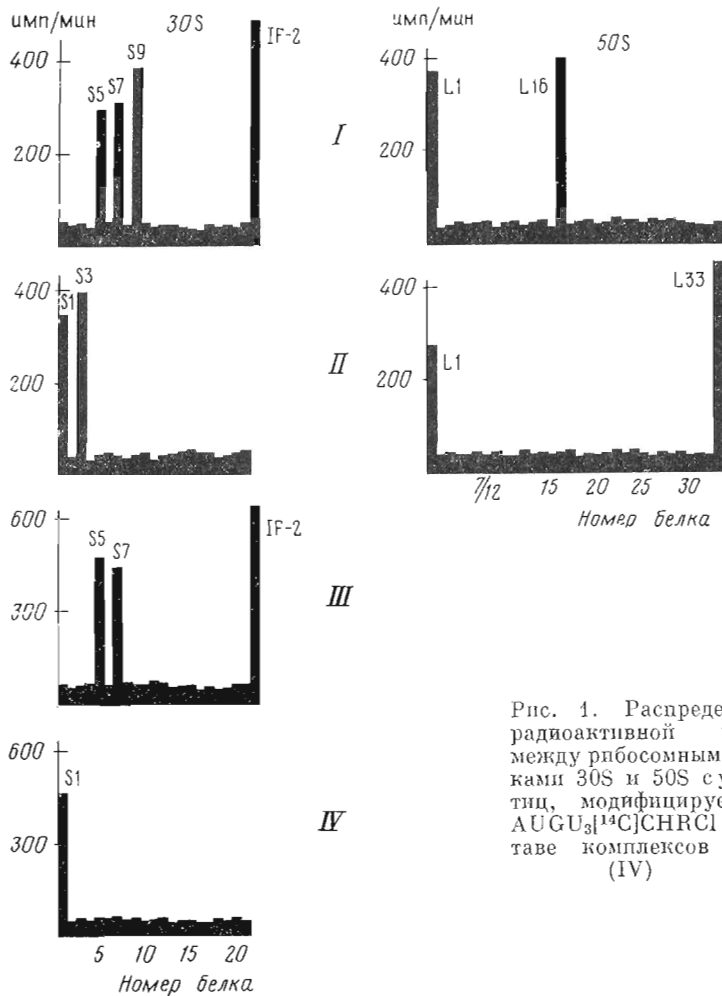 имп/мин 30S
400
200
S5 S7 S9 IF-2
I
имп/мин 50S
400
200
L1 L16
400
200
S1 S3
II
400
200
L1 L33
7/12 15 20 25 30
Номер белка
600
300
S5 S7 IF-2
III
600
300
S1
IV
5 10 15 20
Номер белка
Рис. 1. Распреде
радиоактивной
между рибосомным
ками 30S и 50S су
тиц, модифицируе
AUGU₃[¹⁴C]CHRCl
таве комплексов
(IV)